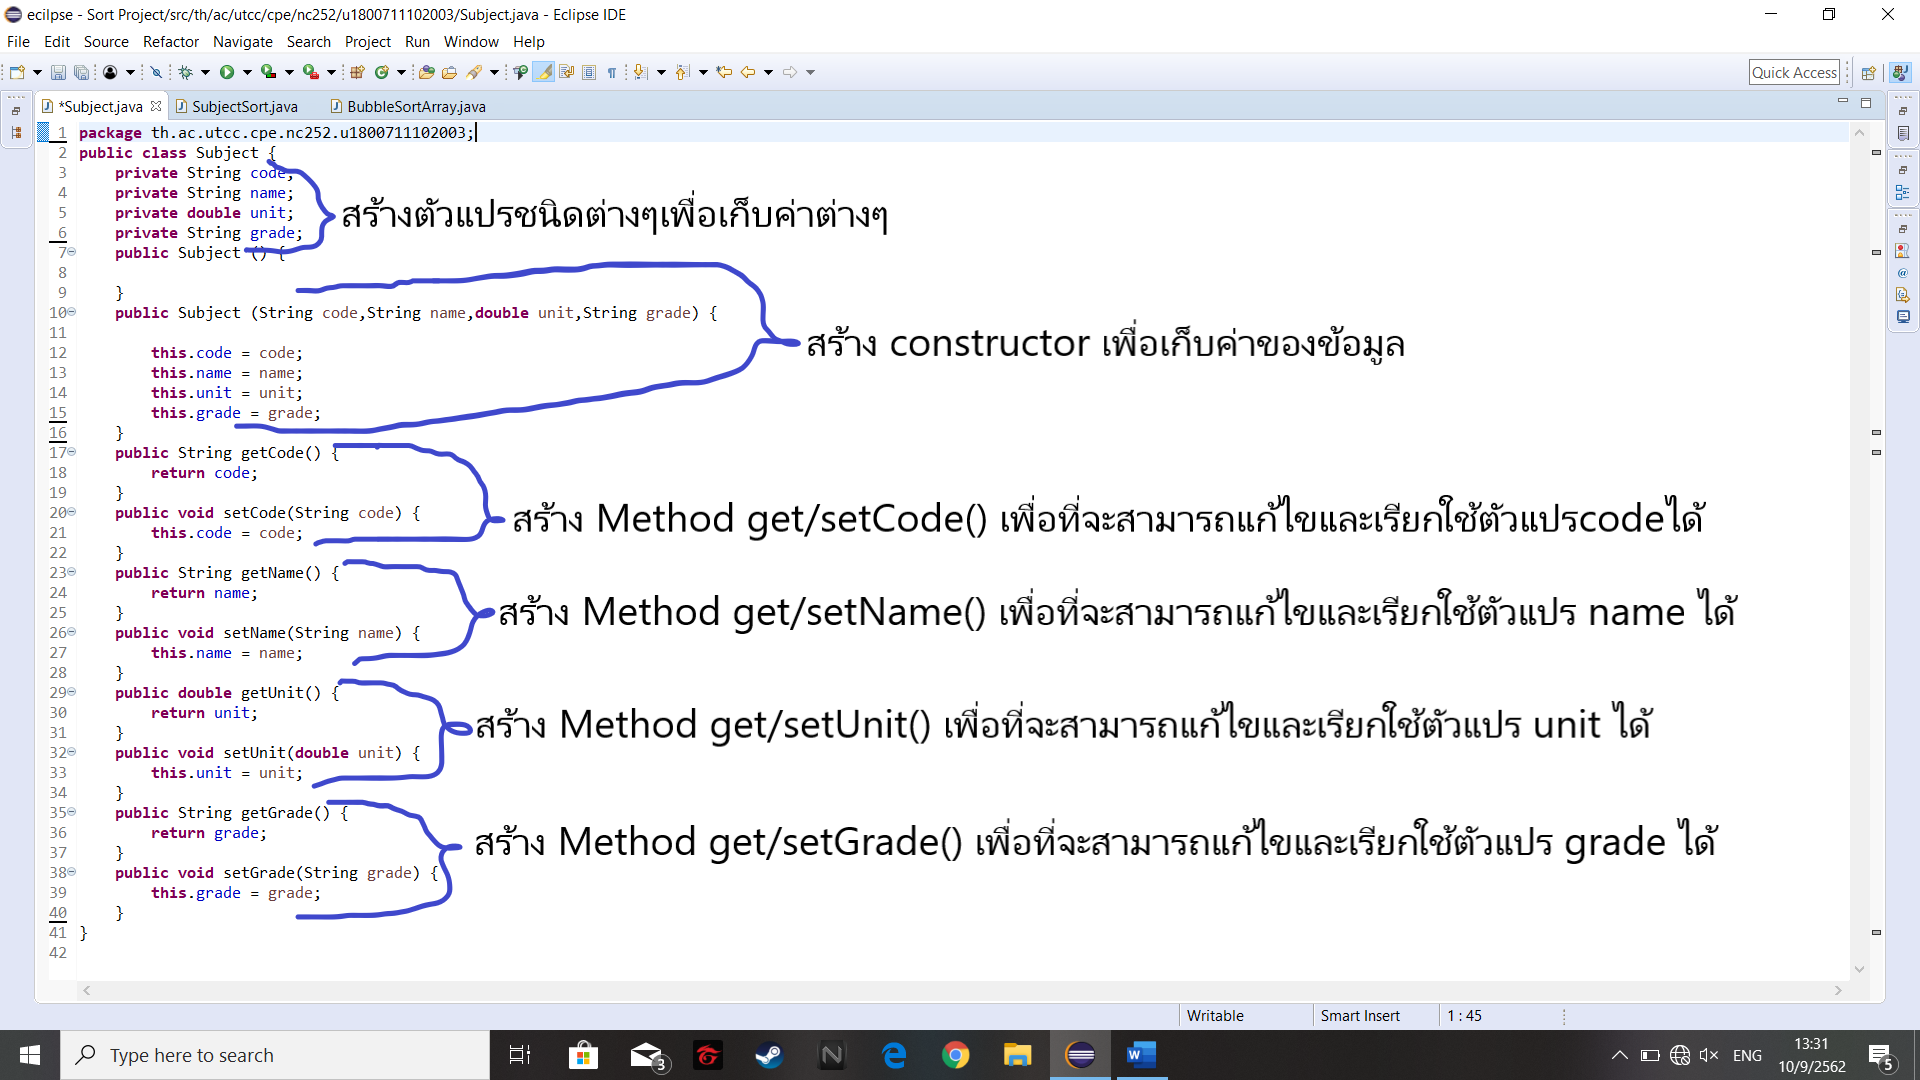 ecilpse - Sort Project/src/th/ac/utcc/cpe/nc252/u1800711102003/Subject.java - Eclipse IDE
File Edit Source Refactor Navigate Search Project Run Window Help
Quick Access
*Subject.java SubjectSort.java BubbleSortArray.java
1 package th.ac.utcc.cpe.nc252.u1800711102003;
2 public class Subject {
3 private String code;
4 private String name;
5 private double unit;
6 private String grade;
สร้างตัวแปรชนิดต่างๆเพื่อเก็บค่าต่างๆ
7 public Subject () {
8
9 }
10 public Subject (String code,String name,double unit,String grade) {
11
สร้าง constructor เพื่อเก็บค่าของข้อมูล
12 this.code = code;
13 this.name = name;
14 this.unit = unit;
15 this.grade = grade;
16 }
17 public String getCode() {
18 return code;
19 }
20 public void setCode(String code) {
สร้าง Method get/setCode() เพื่อที่จะสามารถแก้ไขและเรียกใช้ตัวแปรcodeได้
21 this.code = code;
22 }
23 public String getName() {
24 return name;
25 }
สร้าง Method get/setName() เพื่อที่จะสามารถแก้ไขและเรียกใช้ตัวแปร name ได้
26 public void setName(String name) {
27 this.name = name;
28 }
29 public double getUnit() {
30 return unit;
31 }
สร้าง Method get/setUnit() เพื่อที่จะสามารถแก้ไขและเรียกใช้ตัวแปร unit ได้
32 public void setUnit(double unit) {
33 this.unit = unit;
34 }
35 public String getGrade() {
36 return grade;
37 }
สร้าง Method get/setGrade() เพื่อที่จะสามารถแก้ไขและเรียกใช้ตัวแปร grade ได้
38 public void setGrade(String grade) {
39 this.grade = grade;
40 }
41 }
42
Writable Smart Insert 1 : 45
Type here to search
3
ENG
13:31
10/9/2562
5